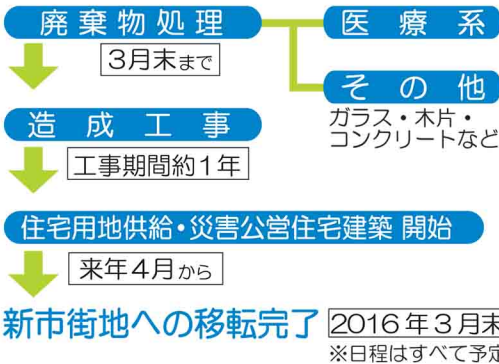 廃棄物処理
医療系
3月末まで
その他
ガラス・木片・
コンクリートなど
造成工事
工事期間約1年
住宅用地供給・災害公営住宅建築 開始
来年4月から
新市街地への移転完了
2016年3月末
※日程はすべて予定